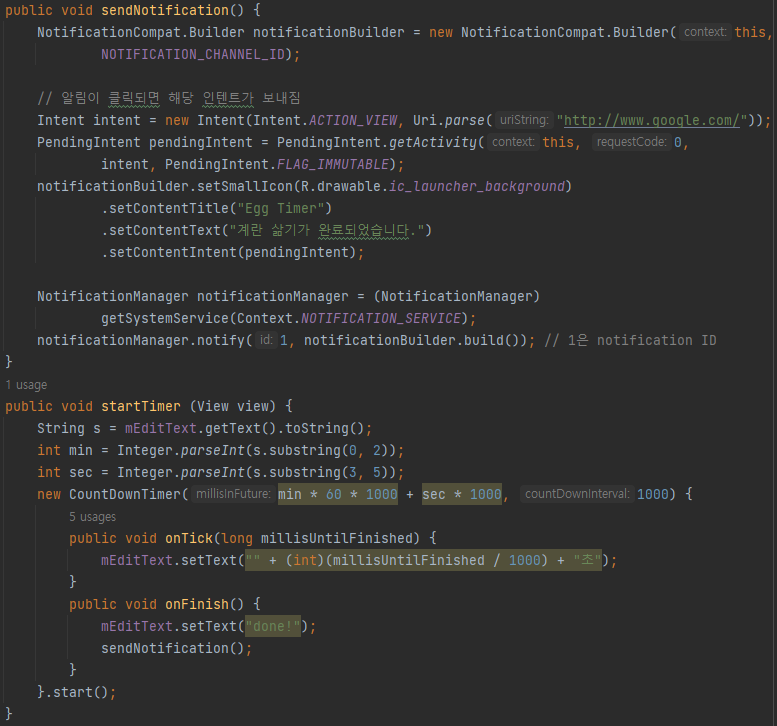 public void sendNotification() {
NotificationCompat.Builder notificationBuilder = new NotificationCompat.Builder( context: this,
NOTIFICATION_CHANNEL_ID);
// 알림이 클릭되면 해당 인텐트가 보내짐
Intent intent = new Intent(Intent.ACTION_VIEW, Uri.parse( uriString: "http://www.google.com/"));
PendingIntent pendingIntent = PendingIntent.getActivity( context: this, requestCode: 0,
intent, PendingIntent.FLAG_IMMUTABLE);
notificationBuilder.setSmallIcon(R.drawable.ic_launcher_background)
.setContentTitle("Egg Timer")
.setContentText("계란 삶기가 완료되었습니다.")
.setContentIntent(pendingIntent);
NotificationManager notificationManager = (NotificationManager)
getSystemService(Context.NOTIFICATION_SERVICE);
notificationManager.notify( id: 1, notificationBuilder.build()); // 1은 notification ID
}
1 usage
public void startTimer (View view) {
String s = mEditText.getText().toString();
int min = Integer.parseInt(s.substring(0, 2));
int sec = Integer.parseInt(s.substring(3, 5));
new CountDownTimer( millisInFuture: min * 60 * 1000 + sec * 1000, countDownInterval: 1000) {
5 usages
public void onTick(long millisUntilFinished) {
mEditText.setText("" + (int)(millisUntilFinished / 1000) + "초");
}
public void onFinish() {
mEditText.setText("done!");
sendNotification();
}
}.start();
}